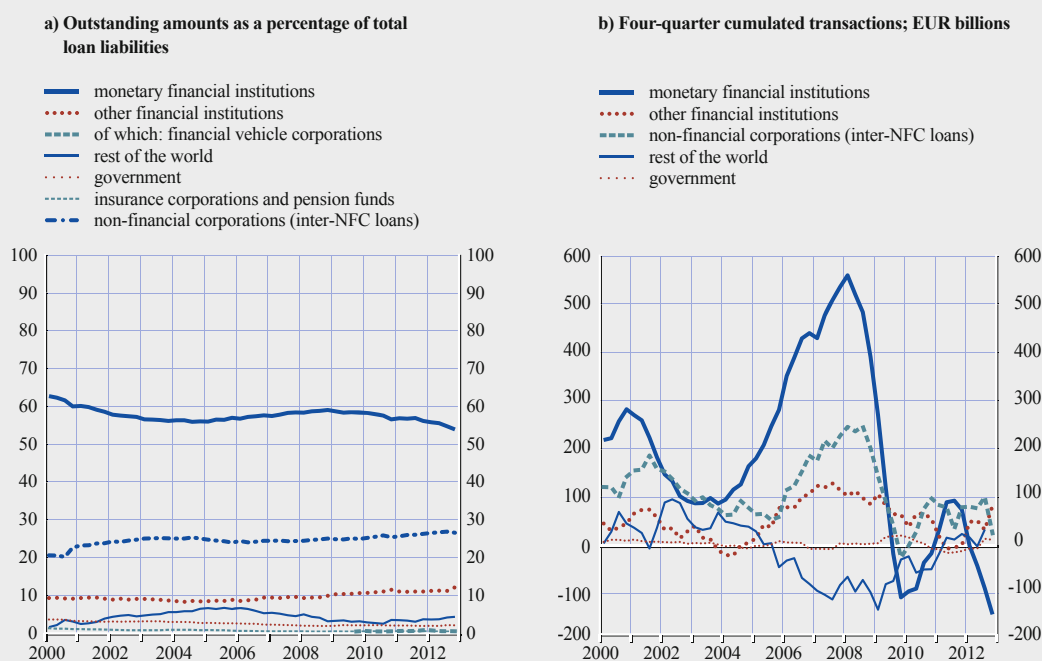 a) Outstanding amounts as a percentage of total
loan liabilities
monetary financial institutions
other financial institutions
of which: financial vehicle corporations
rest of the world
government
insurance corporations and pension funds
non-financial corporations (inter-NFC loans)
100 100
90 90
80 80
70 70
60 60
50 50
40 40
30 30
20 20
10 10
0 0
2000 2002 2004 2006 2008 2010 2012
b) Four-quarter cumulated transactions; EUR billions
monetary financial institutions
other financial institutions
non-financial corporations (inter-NFC loans)
rest of the world
government
600 600
500 500
400 400
300 300
200 200
100 100
0 0
-100 -100
-200 -200
2000 2002 2004 2006 2008 2010 2012